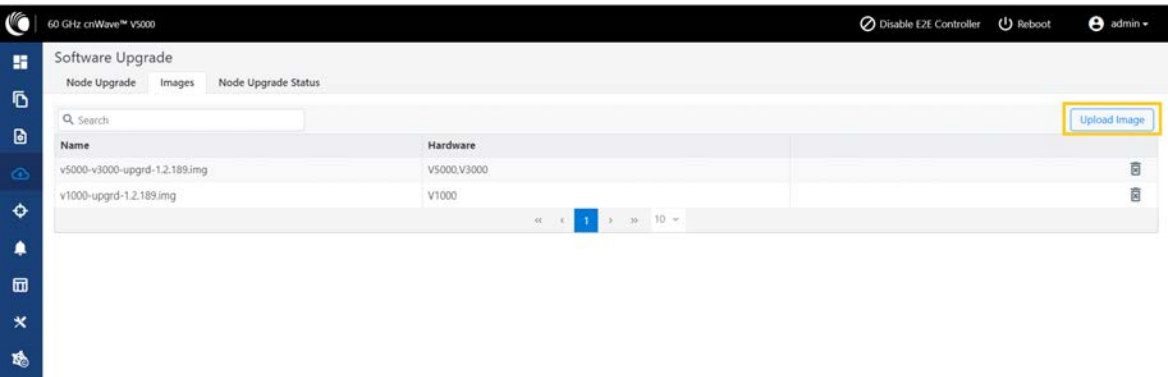 60 GHz cnWave™ V5000 Disable E2E Controller Reboot admin
Software Upgrade
Node Upgrade Images Node Upgrade Status
Search Upload Image
Name Hardware
v5000-v3000-upgrd-1.2.189.img V5000,V3000
v1000-upgrd-1.2.189.img V1000
« ‹ 1 › » 10